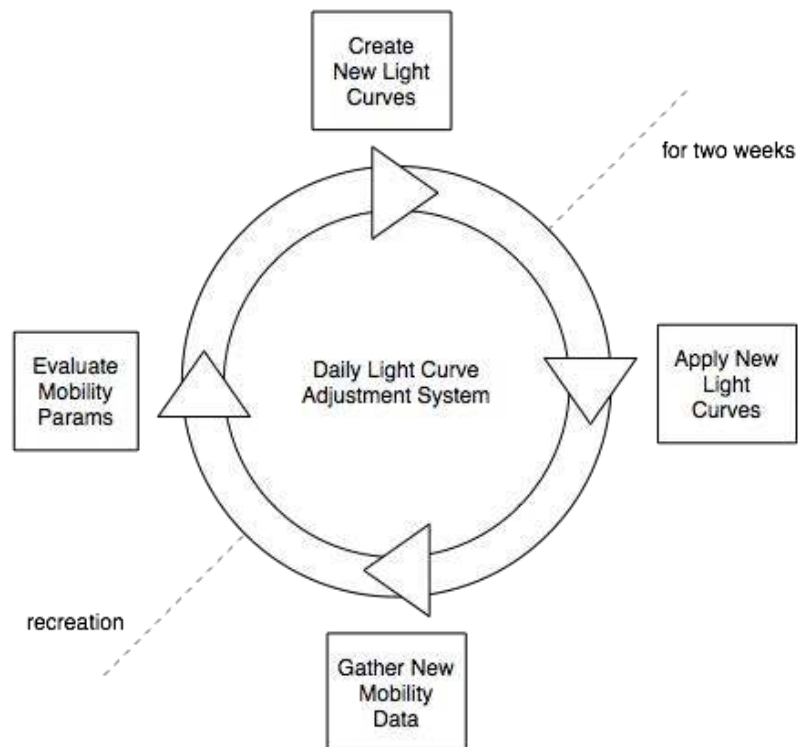 Create
New Light
Curves
for two weeks
Evaluate
Mobility
Params
Daily Light Curve
Adjustment System
Apply New
Light
Curves
recreation
Gather New
Mobility
Data